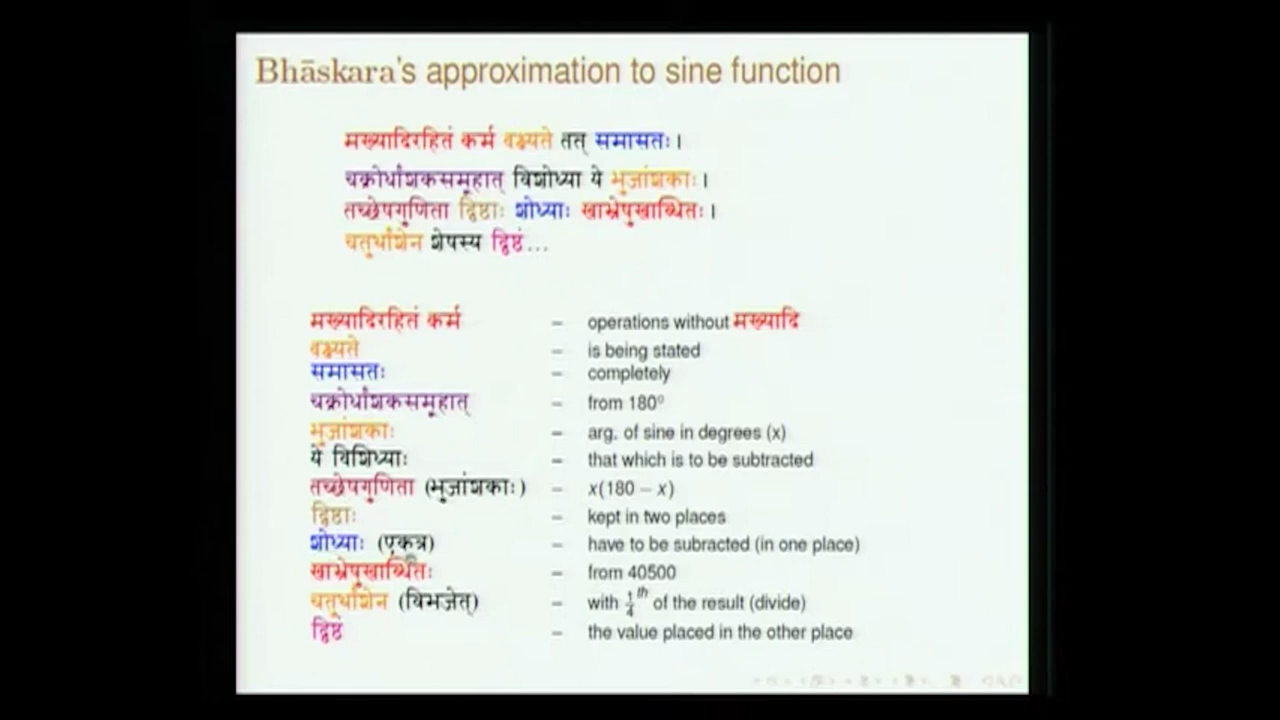 Bhāskara's approximation to sine function
मख्यादिरहितं कर्म वक्ष्यते तत् समासतः।
चक्रोर्धांशकसमूहात् विशोध्या ये भुजांशकाः।
तच्छेषगुणिता द्विष्ठाः शोध्याः खाभ्रेषुखाब्धितः।
चतुर्थांशेन शेषस्य द्विष्ठं...
मख्यादिरहितं कर्म – operations without मख्यादि
वक्ष्यते – is being stated
समासतः – completely
चक्रोर्धांशकसमूहात् – from 180°
भुजांशकाः – arg. of sine in degrees (x)
ये विशिध्याः – that which is to be subtracted
तच्छेषगुणिता (भुजांशकाः) – x(180 – x)
द्विष्ठाः – kept in two places
शोध्याः (एकत्र) – have to be subracted (in one place)
खाभ्रेषुखाब्धितः – from 40500
चतुर्थांशेन (विभजेत्) – with 1/4 th of the result (divide)
द्विष्ठं – the value placed in the other place